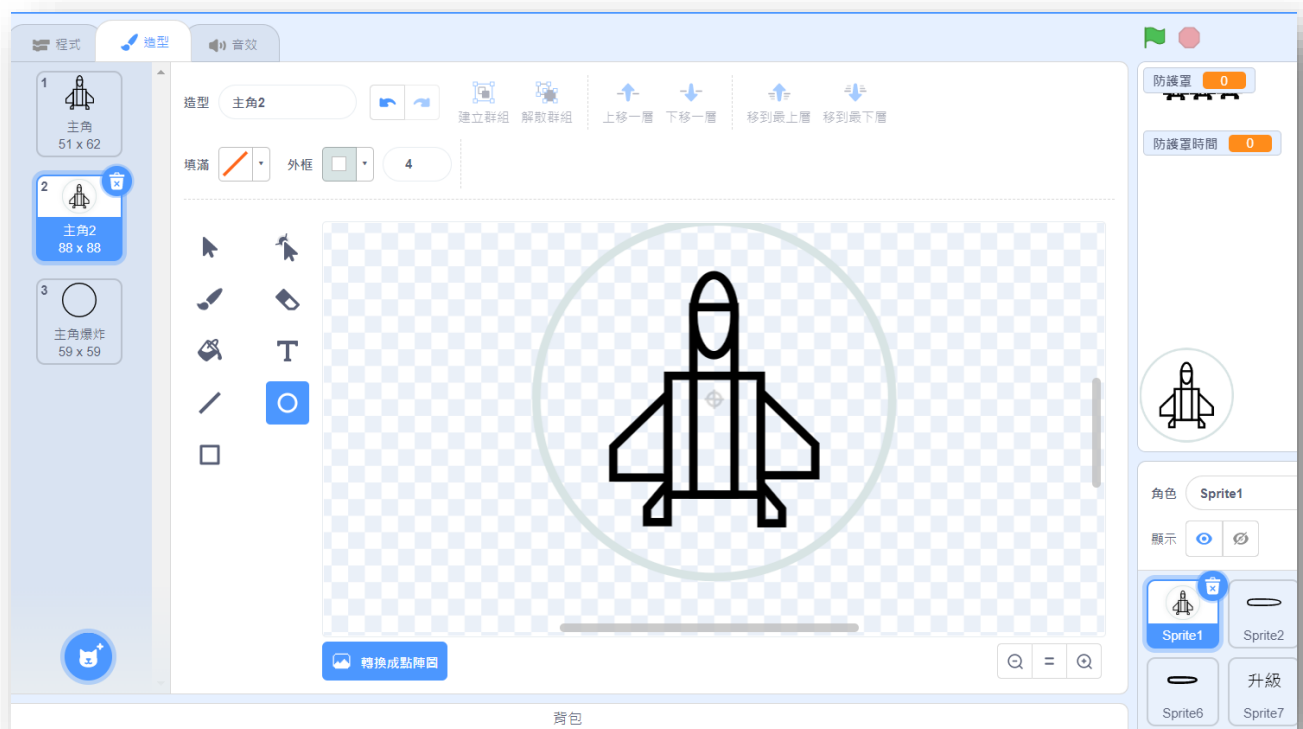 程式
造型
音效
1
主角
51 x 62
2
主角2
88 x 88
3
主角爆炸
59 x 59
造型
主角2
建立群組
解散群組
上移一層
下移一層
移到最上層
移到最下層
填滿
外框
4
T
轉換成點陣圖
背包
防護罩 0
防護罩時間 0
角色
Sprite1
顯示
Sprite1
Sprite2
Sprite6
升級
Sprite7